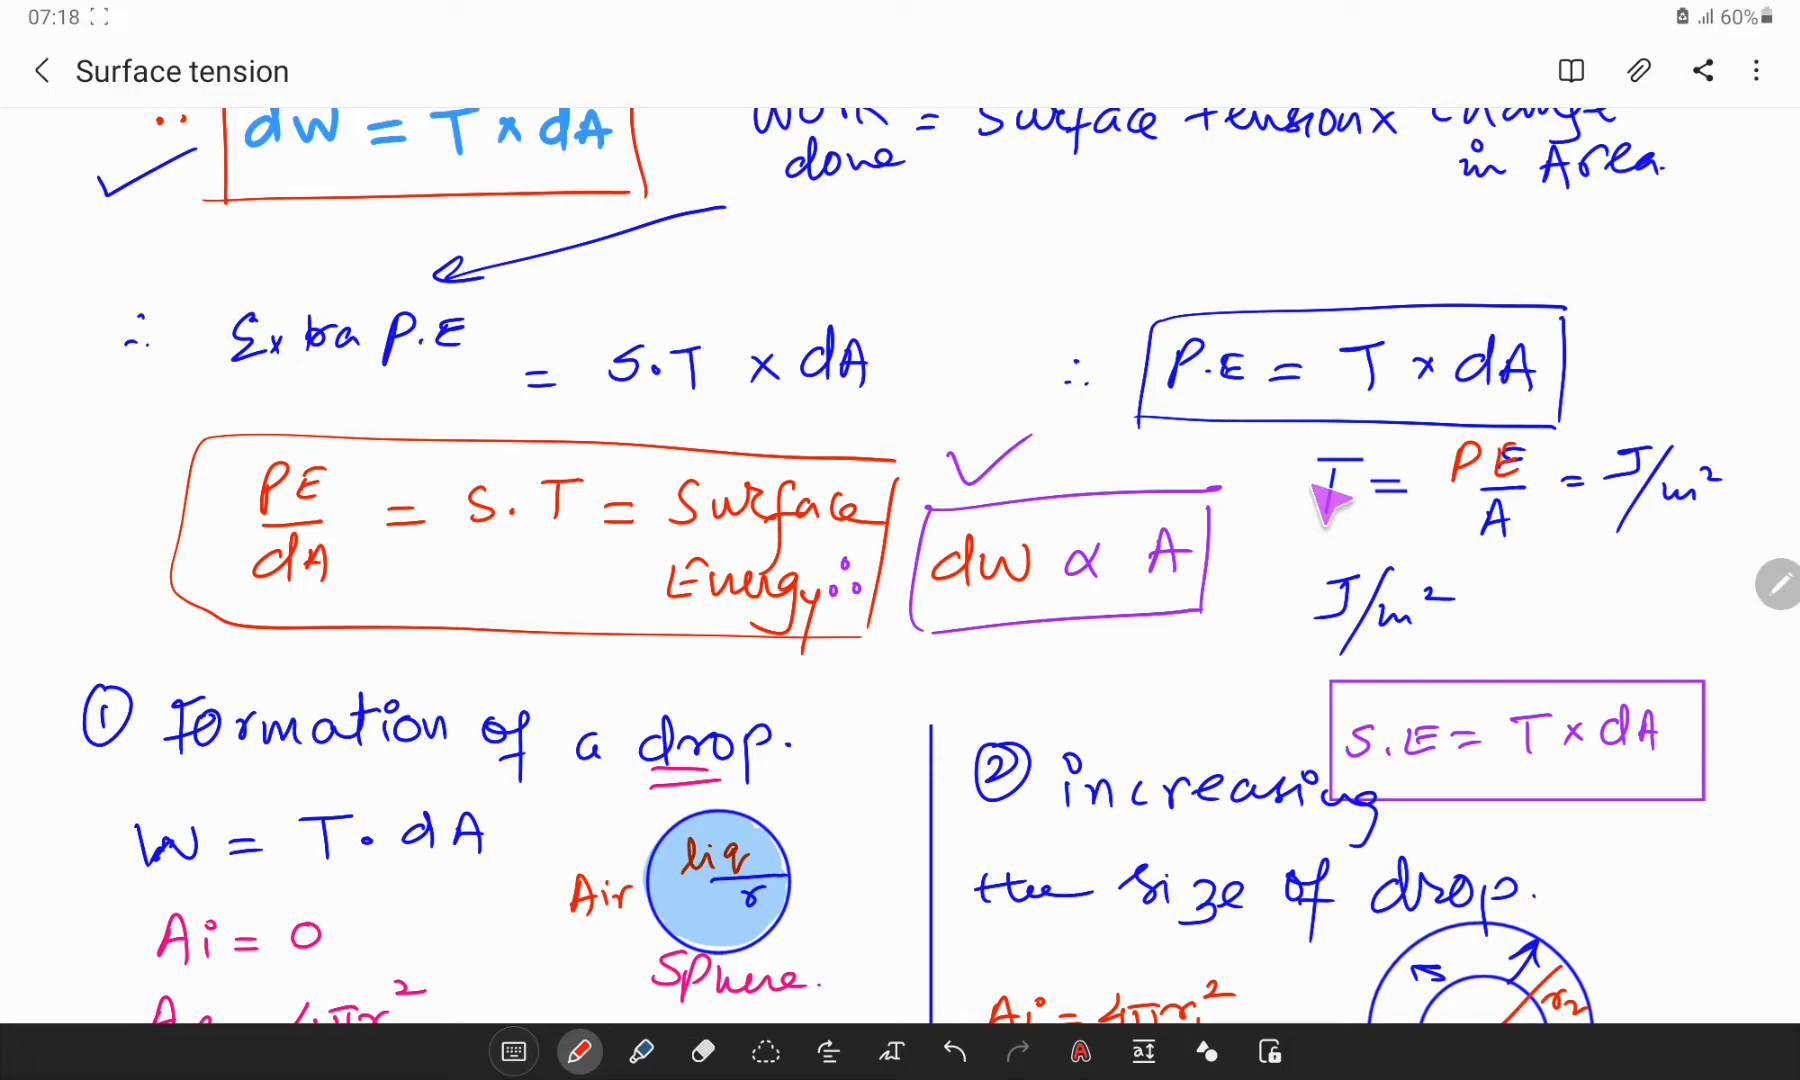 07:18
60%
Surface tension
∵ dW = T × dA
Work done = Surface tension × change in Area.
∴ Extra P.E = S.T × dA ∴ P.E = T × dA
PE/dA = S.T = Surface Energy
∴ dw ∝ A
T = PE/A = J/m²
J/m²
S.E = T × dA
① Formation of a drop.
W = T · dA
Ai = 0
Air
liq
r
Sphere.
② increasing
the size of drop.
Ai = 4πr₁²
r₂